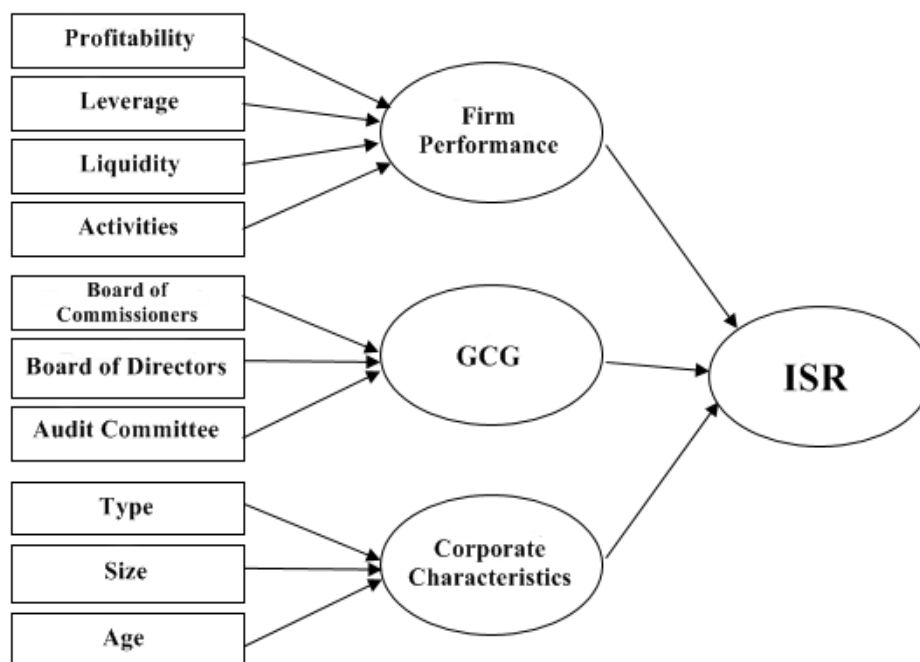 Profitability
Leverage
Liquidity
Activities
Firm
Performance
Board of
Commissioners
Board of Directors
Audit Committee
GCG
ISR
Type
Size
Age
Corporate
Characteristics